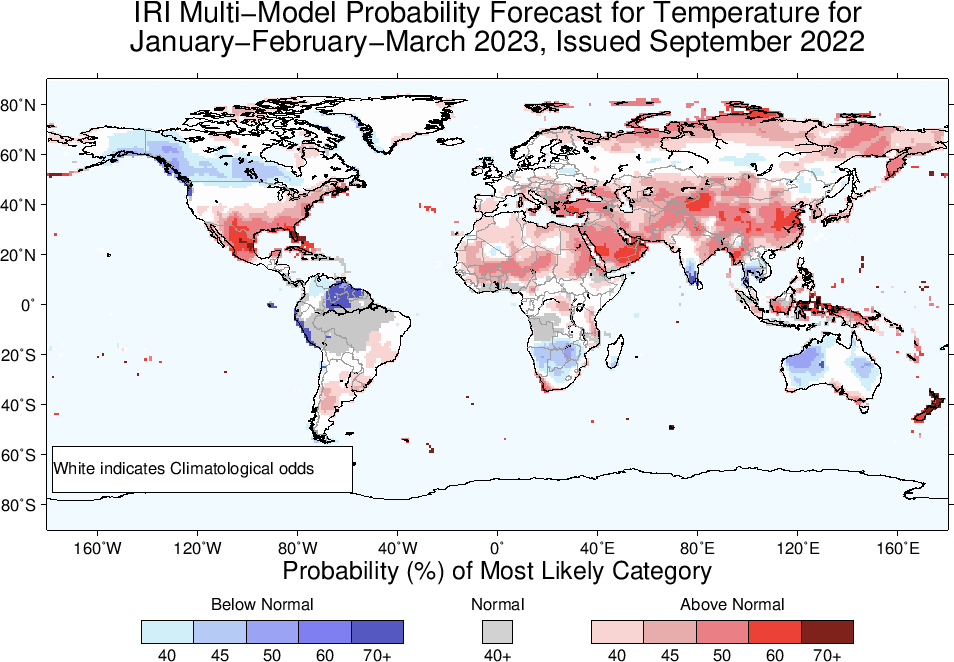 IRI Multi−Model Probability Forecast for Temperature for
January−February−March 2023, Issued September 2022
80˚N
60˚N
40˚N
20˚N
0˚
20˚S
40˚S
60˚S
80˚S
White indicates Climatological odds
160˚W 120˚W 80˚W 40˚W 0˚ 40˚E 80˚E 120˚E 160˚E
Probability (%) of Most Likely Category
Below Normal Normal Above Normal
40 45 50 60 70+ 40+ 40 45 50 60 70+